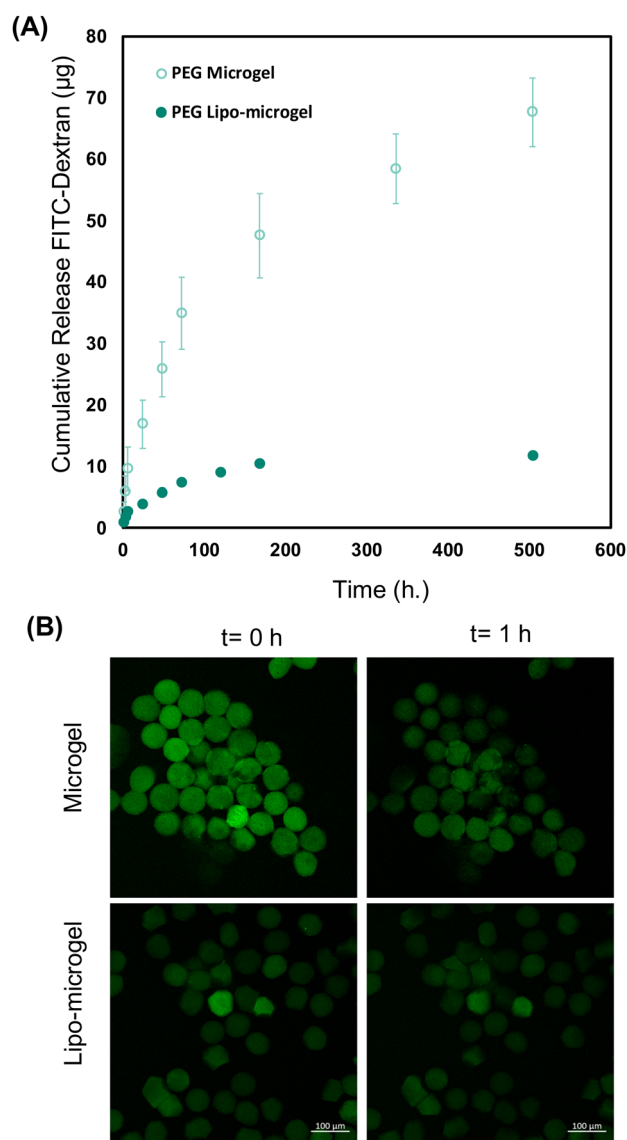 (A)
80
70
60
50
40
30
20
10
0
Cumulative Release FITC-Dextran (µg)
PEG Microgel
PEG Lipo-microgel
0 100 200 300 400 500 600
Time (h.)
(B)
t= 0 h t= 1 h
Microgel
Lipo-microgel
100 µm 100 µm